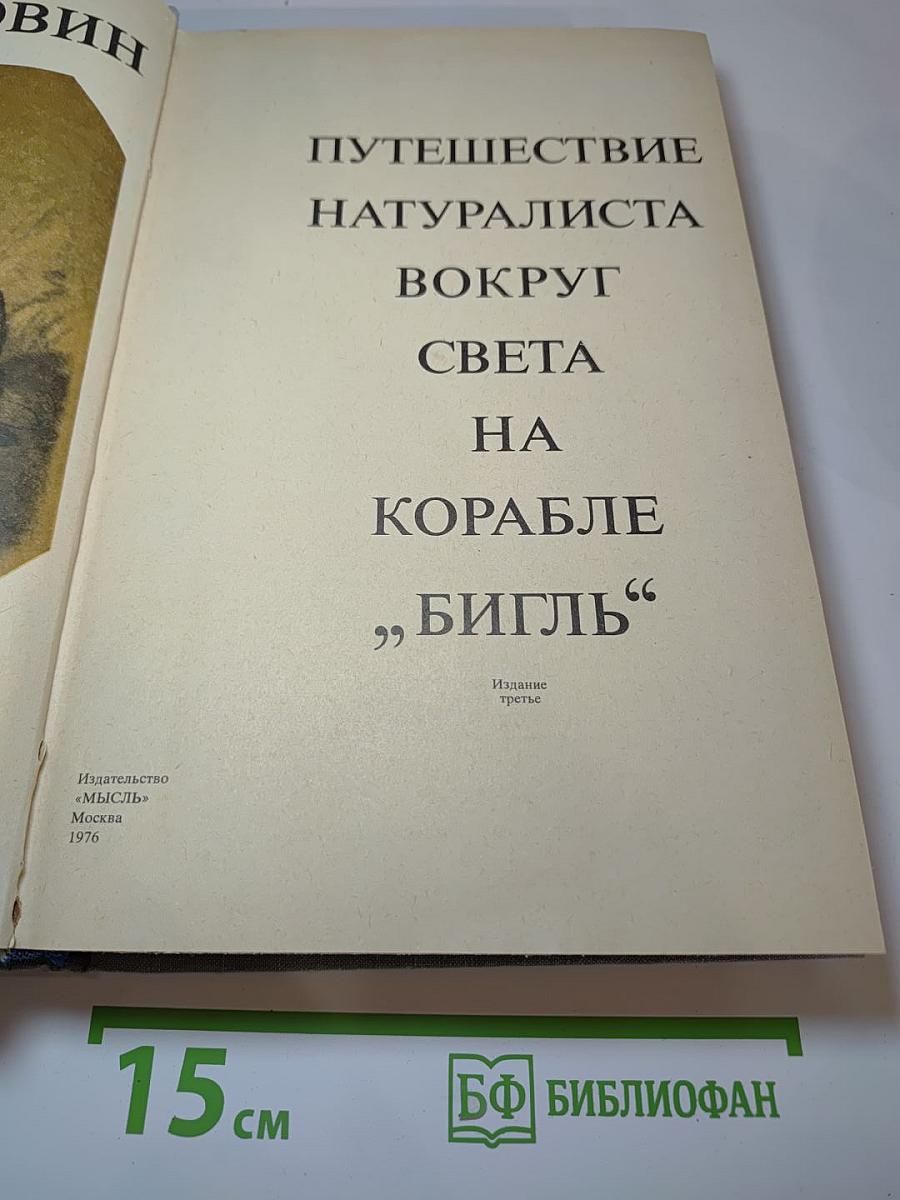 ОВИН
ПУТЕШЕСТВИЕ
НАТУРАЛИСТА
ВОКРУГ
СВЕТА
НА
КОРАБЛЕ
„БИГЛЬ“
Издание
третье
Издательство
«МЫСЛЬ»
Москва
1976
15 см
БФ БИБЛИОФАН